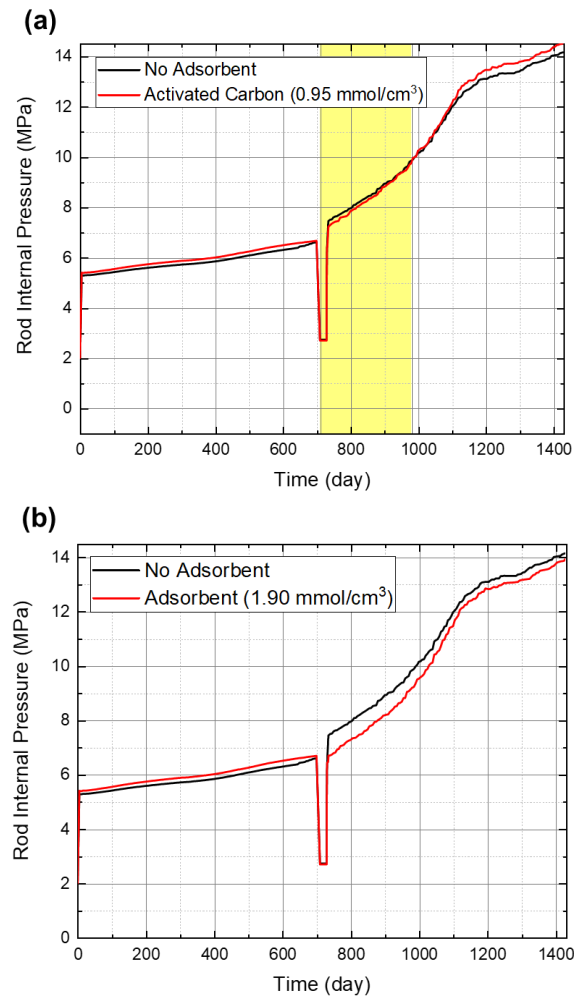 (a)
14
12
10
8
6
4
2
0
Rod Internal Pressure (MPa)
No Adsorbent
Activated Carbon (0.95 mmol/cm³)
0 200 400 600 800 1000 1200 1400
Time (day)
(b)
14
12
10
8
6
4
2
0
Rod Internal Pressure (MPa)
No Adsorbent
Adsorbent (1.90 mmol/cm³)
0 200 400 600 800 1000 1200 1400
Time (day)